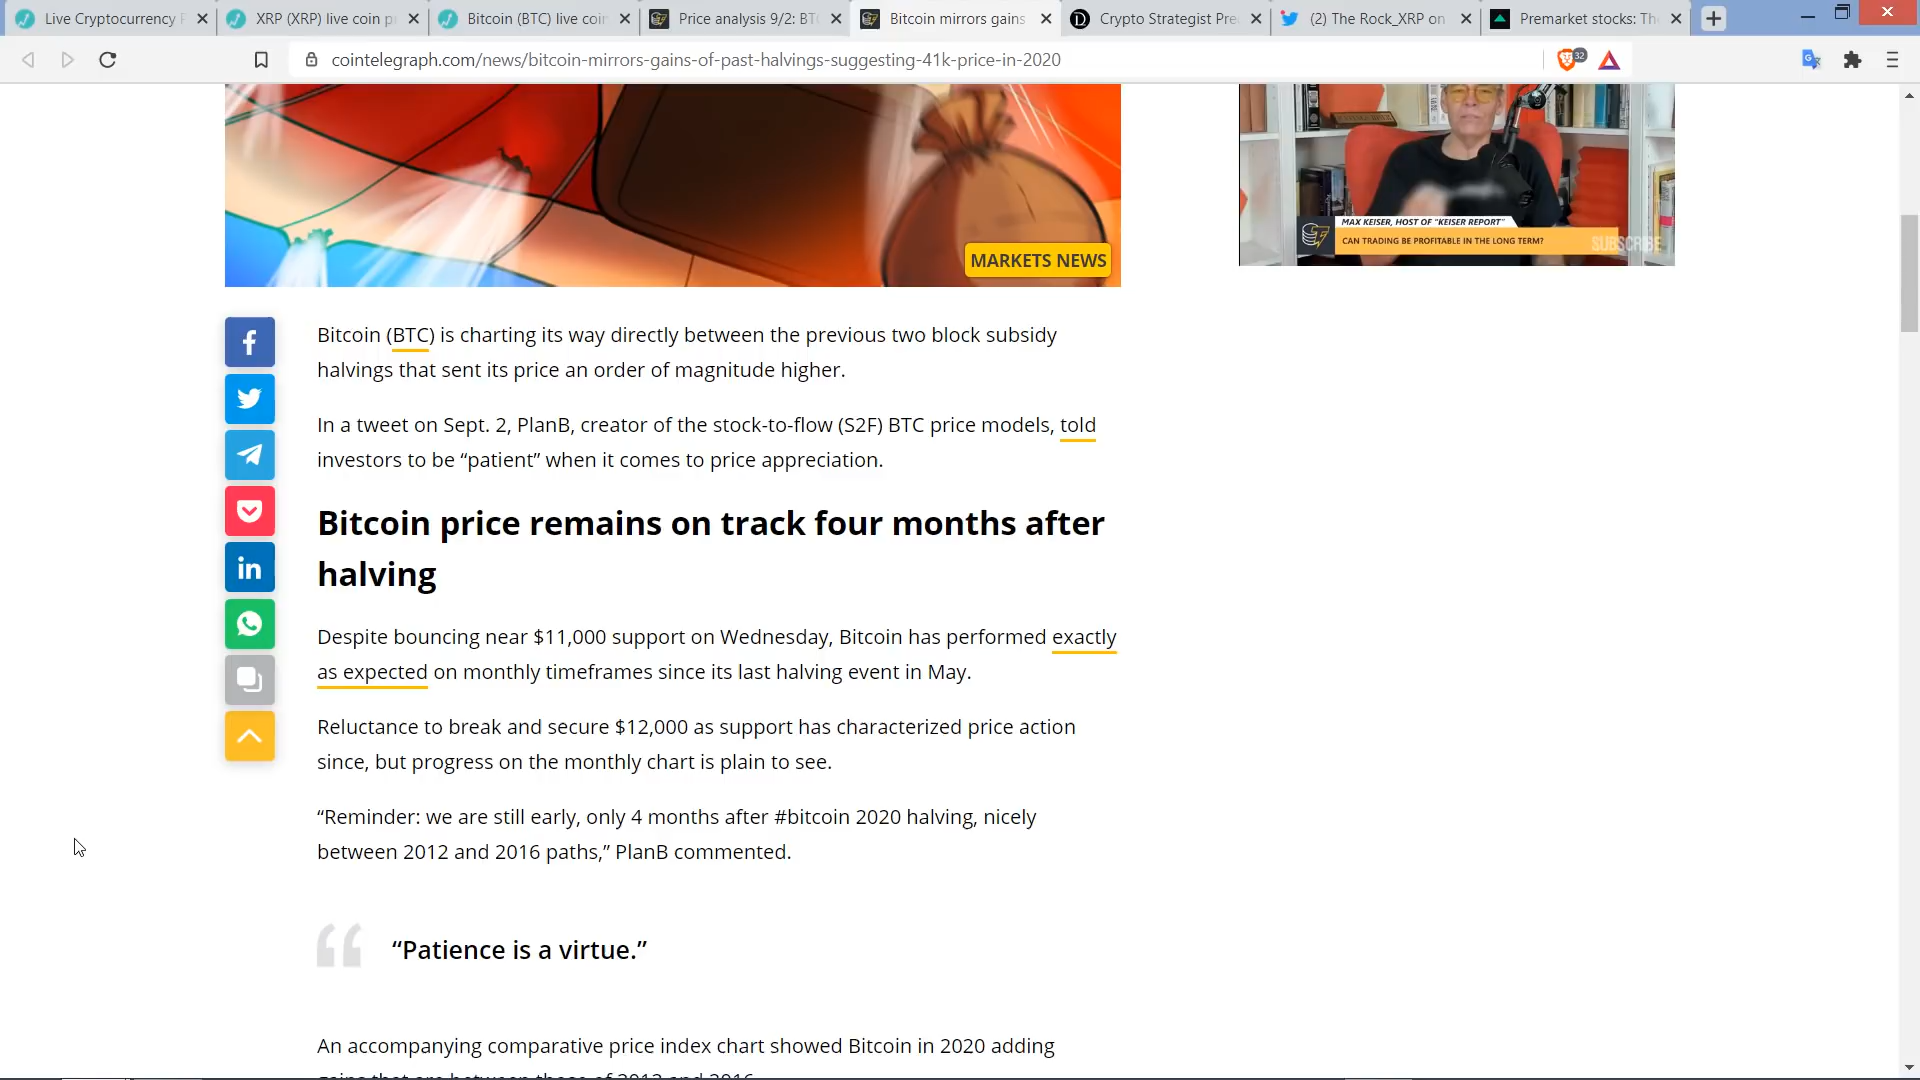 Live Cryptocurrency P
XRP (XRP) live coin p
Bitcoin (BTC) live coin
Price analysis 9/2: BT
Bitcoin mirrors gains
Crypto Strategist Pre
(2) The Rock_XRP on
Premarket stocks: Th
cointelegraph.com/news/bitcoin-mirrors-gains-of-past-halvings-suggesting-41k-price-in-2020
32
MAX KEISER, HOST OF "KEISER REPORT"
CAN TRADING BE PROFITABLE IN THE LONG TERM?
SUBSCRIBE
MARKETS NEWS
Bitcoin (BTC) is charting its way directly between the previous two block subsidy
halvings that sent its price an order of magnitude higher.
In a tweet on Sept. 2, PlanB, creator of the stock-to-flow (S2F) BTC price models, told
investors to be “patient” when it comes to price appreciation.
Bitcoin price remains on track four months after
halving
Despite bouncing near $11,000 support on Wednesday, Bitcoin has performed exactly
as expected on monthly timeframes since its last halving event in May.
Reluctance to break and secure $12,000 as support has characterized price action
since, but progress on the monthly chart is plain to see.
“Reminder: we are still early, only 4 months after #bitcoin 2020 halving, nicely
between 2012 and 2016 paths,” PlanB commented.
“Patience is a virtue.”
An accompanying comparative price index chart showed Bitcoin in 2020 adding
gains that are between those of 2012 and 2016.